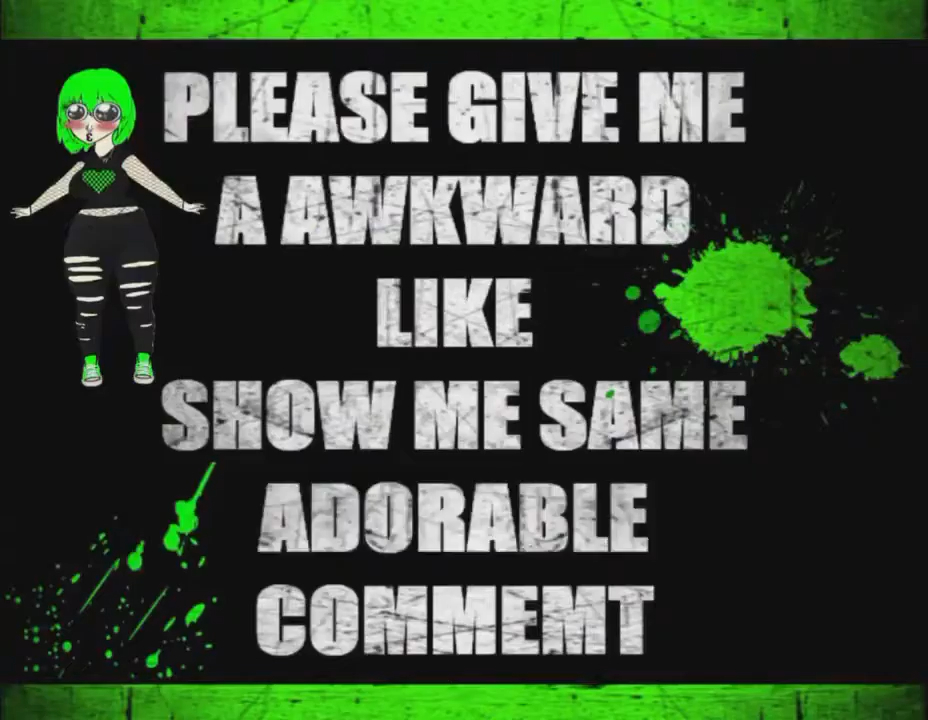 PLEASE GIVE ME
A AWKWARD
LIKE
SHOW ME SAME
ADORABLE
COMMEMT